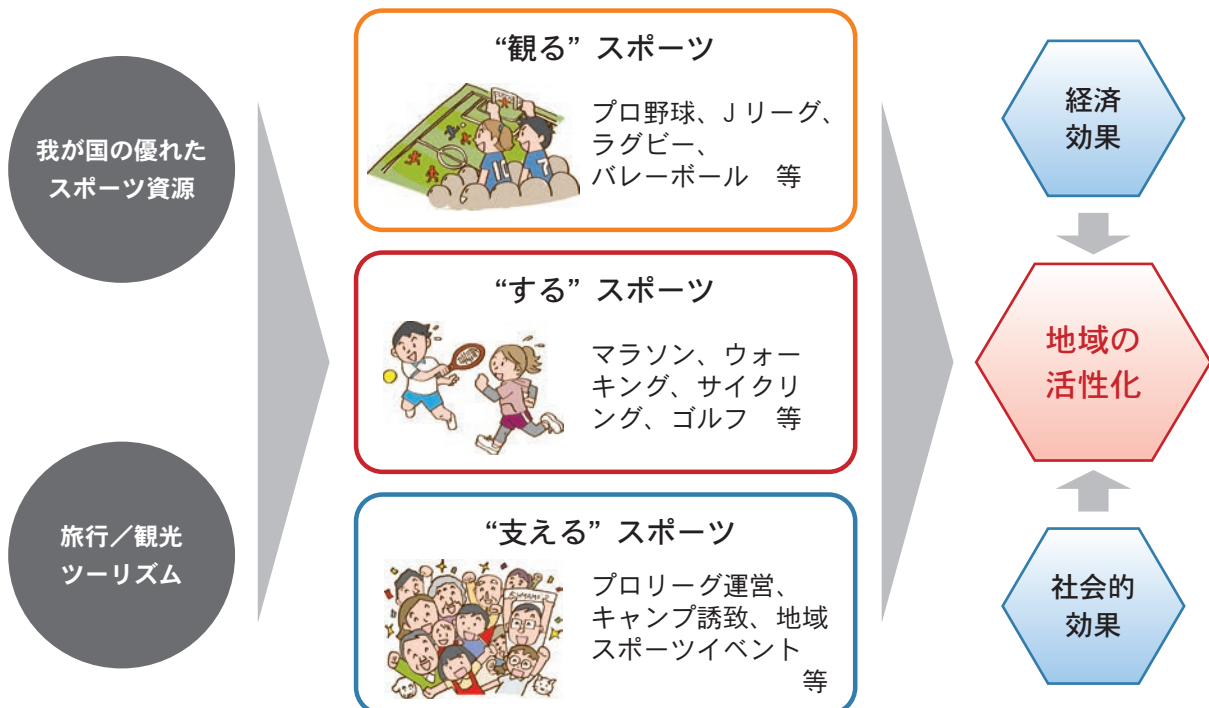 我が国の優れた
スポーツ資源
旅行／観光
ツーリズム
“観る” スポーツ
プロ野球、Ｊリーグ、
ラグビー、
バレーボール　等
“する” スポーツ
マラソン、ウォー
キング、サイクリ
ング、ゴルフ　等
“支える” スポーツ
プロリーグ運営、
キャンプ誘致、地域
スポーツイベント
等
経済
効果
地域の
活性化
社会的
効果